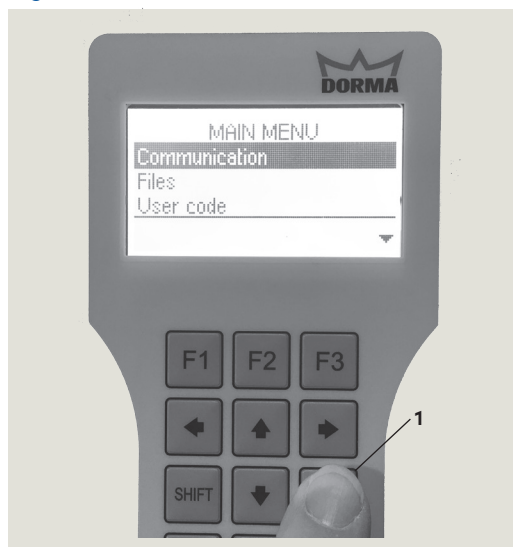 DORMA
MAIN MENU
Communication
Files
User code
F1 F2 F3
1
SHIFT